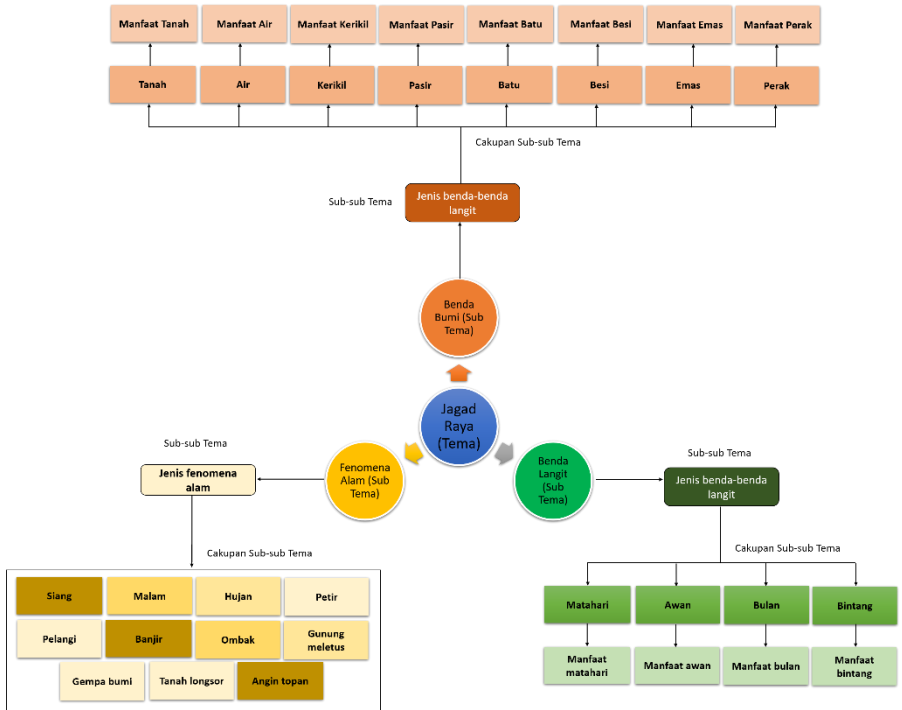 Manfaat Tanah
Manfaat Air
Manfaat Kerikil
Manfaat Pasir
Manfaat Batu
Manfaat Besi
Manfaat Emas
Manfaat Perak
Tanah
Air
Kerikil
Pasir
Batu
Besi
Emas
Perak
Cakupan Sub-sub Tema
Sub-sub Tema
Jenis benda-benda
langit
Benda
Bumi (Sub
Tema)
Jagad
Raya
(Tema)
Sub-sub Tema
Jenis fenomena
alam
Fenomena
Alam (Sub
Tema)
Benda
Langit
(Sub
Tema)
Sub-sub Tema
Jenis benda-benda
langit
Cakupan Sub-sub Tema
Siang
Malam
Hujan
Petir
Pelangi
Banjir
Ombak
Gunung
meletus
Gempa bumi
Tanah longsor
Angin topan
Cakupan Sub-sub Tema
Matahari
Awan
Bulan
Bintang
Manfaat
matahari
Manfaat awan
Manfaat bulan
Manfaat
bintang